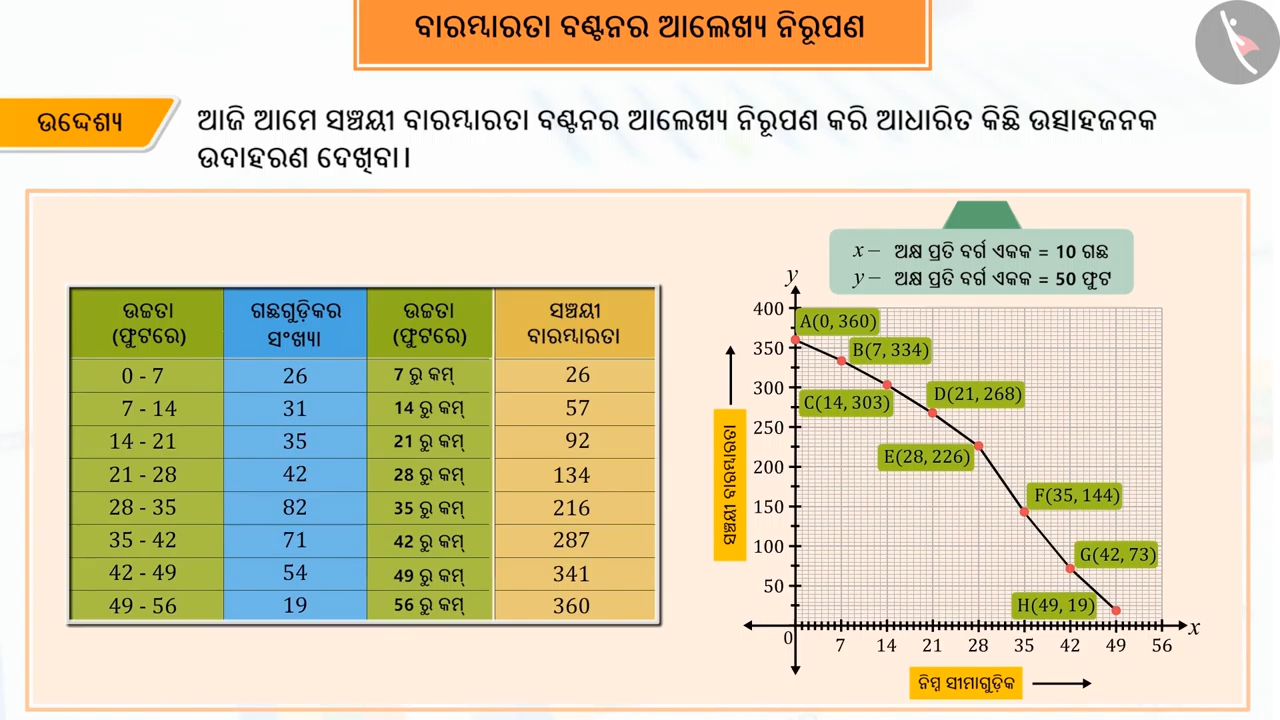 ବାରମ୍ବାରତା ବଣ୍ଟନର ଆଲେଖ୍ୟ ନିରୂପଣ
ଉଦ୍ଦେଶ୍ୟ
ଆଜି ଆମେ ସଞ୍ଚୟୀ ବାରମ୍ବାରତା ବଣ୍ଟନର ଆଲେଖ୍ୟ ନିରୂପଣ କରି ଆଧାରିତ କିଛି ଉତ୍ସାହଜନକ
ଉଦାହରଣ ଦେଖିବା।
ଉଚ୍ଚତା (ଫୁଟରେ) ଗଛଗୁଡ଼ିକର ସଂଖ୍ୟା ଉଚ୍ଚତା (ଫୁଟରେ) ସଞ୍ଚୟୀ ବାରମ୍ବାରତା
0 - 7 26 7 ରୁ କମ୍ 26
7 - 14 31 14 ରୁ କମ୍ 57
14 - 21 35 21 ରୁ କମ୍ 92
21 - 28 42 28 ରୁ କମ୍ 134
28 - 35 82 35 ରୁ କମ୍ 216
35 - 42 71 42 ରୁ କମ୍ 287
42 - 49 54 49 ରୁ କମ୍ 341
49 - 56 19 56 ରୁ କମ୍ 360
x – ଅକ୍ଷ ପ୍ରତି ବର୍ଗ ଏକକ = 10 ଗଛ
y – ଅକ୍ଷ ପ୍ରତି ବର୍ଗ ଏକକ = 50 ଫୁଟ
y
400
350
300
250
200
150
100
50
0
A(0, 360)
B(7, 334)
C(14, 303)
D(21, 268)
E(28, 226)
F(35, 144)
G(42, 73)
H(49, 19)
ସଞ୍ଚୟୀ ବାରମ୍ବାରତା
7 14 21 28 35 42 49 56
x
ନିମ୍ନ ସୀମାଗୁଡ଼ିକ